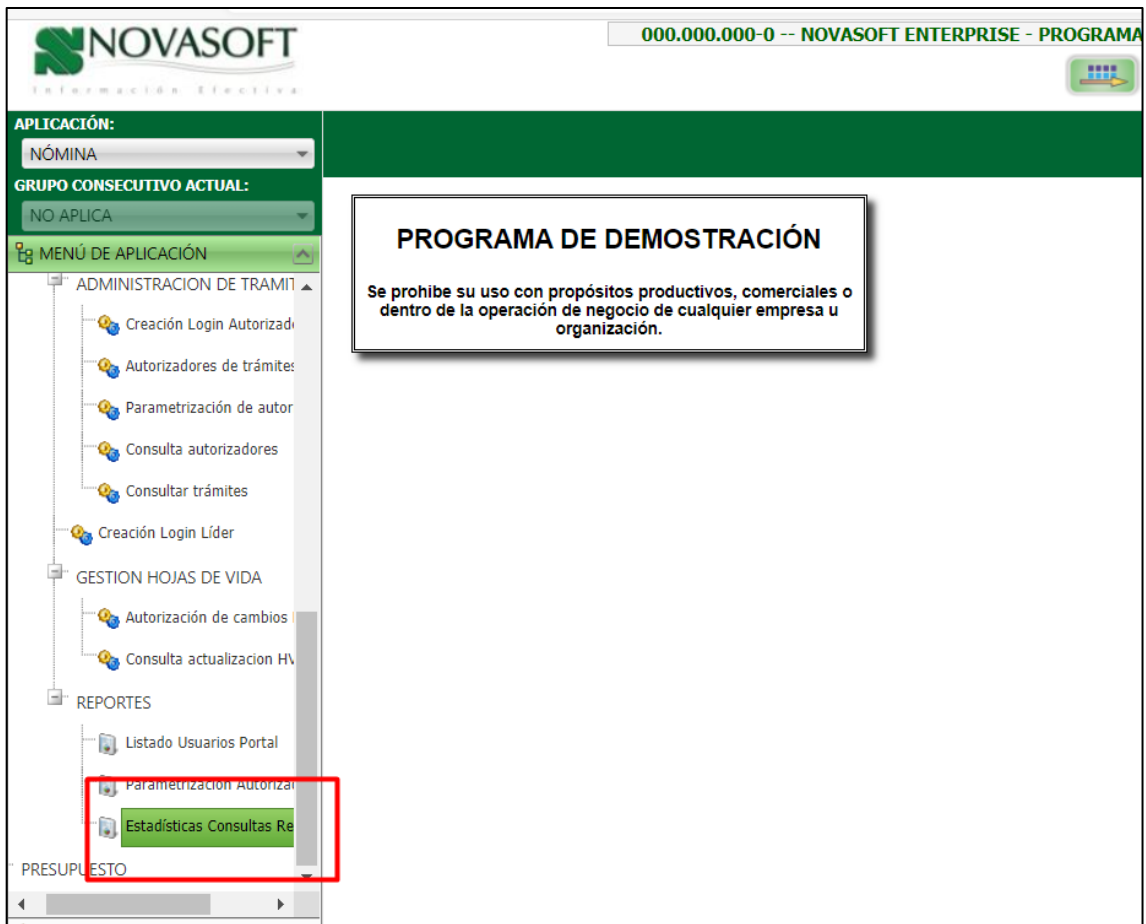 NOVASOFT
Información Efectiva
000.000.000-0 -- NOVASOFT ENTERPRISE - PROGRAMA
APLICACIÓN:
NÓMINA
GRUPO CONSECUTIVO ACTUAL:
NO APLICA
MENÚ DE APLICACIÓN
ADMINISTRACION DE TRAMIT
Creación Login Autorizad
Autorizadores de trámites
Parametrización de autor
Consulta autorizadores
Consultar trámites
Creación Login Líder
GESTION HOJAS DE VIDA
Autorización de cambios
Consulta actualizacion HV
REPORTES
Listado Usuarios Portal
Parametrización Autoriza
Estadísticas Consultas Re
PRESUPUESTO
PROGRAMA DE DEMOSTRACIÓN
Se prohibe su uso con propósitos productivos, comerciales o
dentro de la operación de negocio de cualquier empresa u
organización.